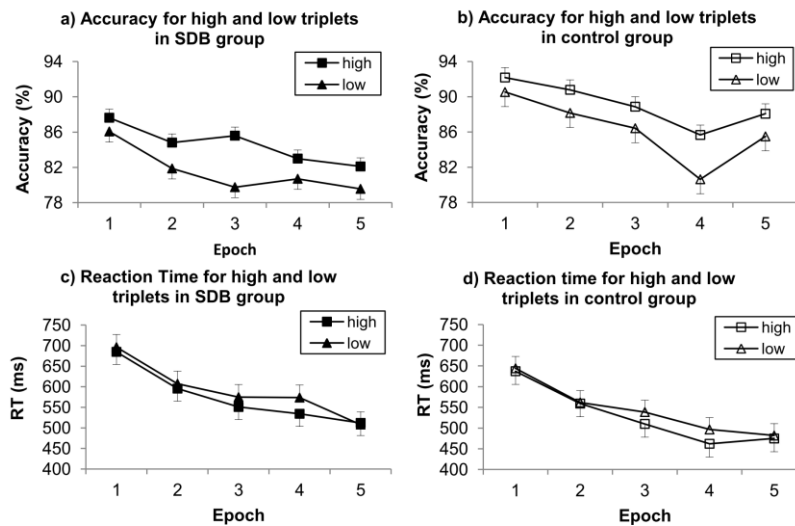 a) Accuracy for high and low triplets
in SDB group
high
low
94
90
86
82
78
Accuracy (%)
1 2 3 4 5
Epoch
b) Accuracy for high and low triplets
in control group
high
low
94
90
86
82
78
Accuracy (%)
1 2 3 4 5
Epoch
c) Reaction Time for high and low
triplets in SDB group
high
low
750
700
650
600
550
500
450
400
RT (ms)
1 2 3 4 5
Epoch
d) Reaction time for high and low
triplets in control group
high
low
750
700
650
600
550
500
450
400
RT (ms)
1 2 3 4 5
Epoch